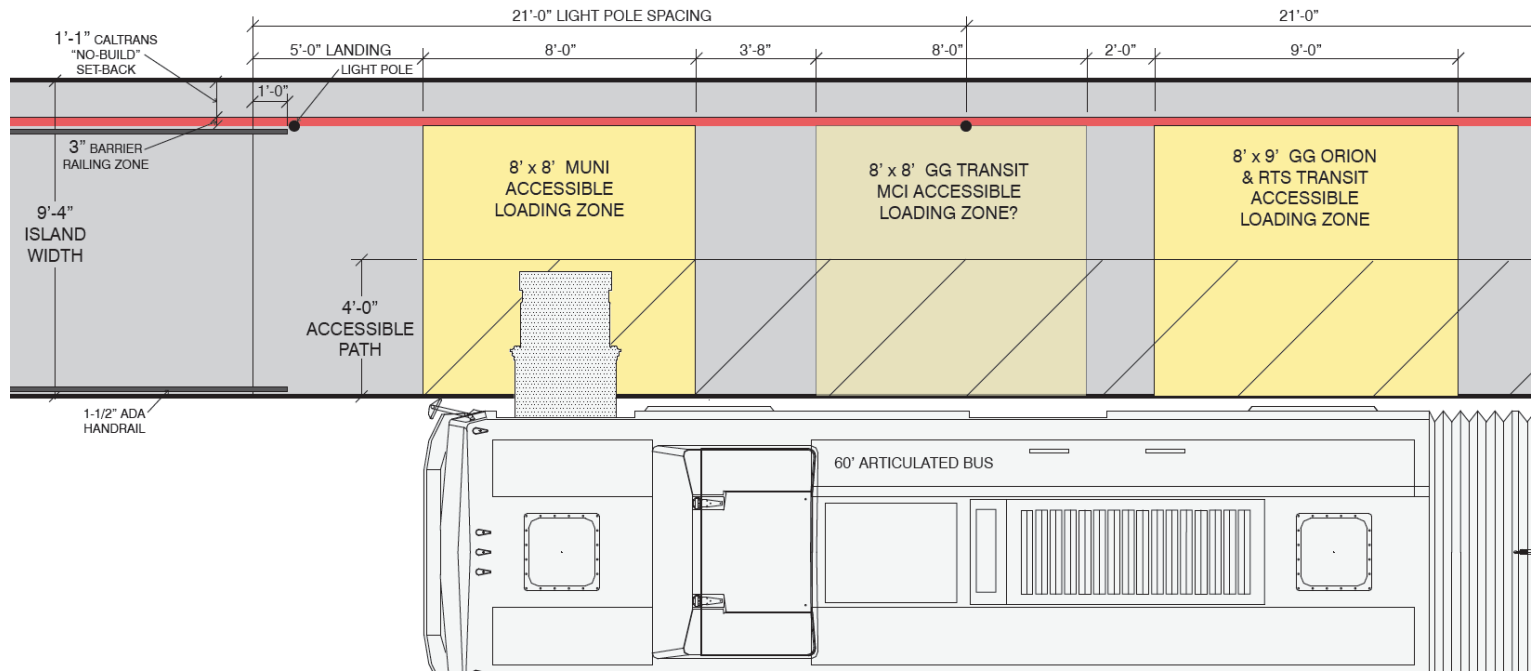 21’-0” LIGHT POLE SPACING
21’-0”
1’-1” CALTRANS
“NO-BUILD”
SET-BACK
5’-0” LANDING
8’-0”
3’-8”
8’-0”
2’-0”
9’-0”
LIGHT POLE
1’-0”
3” BARRIER
RAILING ZONE
9’-4”
ISLAND
WIDTH
8’ x 8’ MUNI
ACCESSIBLE
LOADING ZONE
8’ x 8’ GG TRANSIT
MCI ACCESSIBLE
LOADING ZONE?
8’ x 9’ GG ORION
& RTS TRANSIT
ACCESSIBLE
LOADING ZONE
4’-0”
ACCESSIBLE
PATH
1-1/2” ADA
HANDRAIL
60’ ARTICULATED BUS